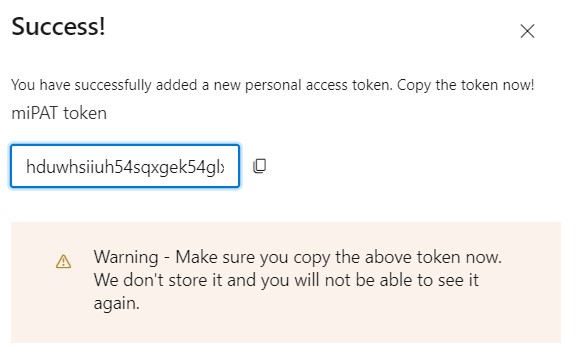 Success!
You have successfully added a new personal access token. Copy the token now!
miPAT token
hduwhsiiuh54sqxgek54gl
Warning - Make sure you copy the above token now.
We don't store it and you will not be able to see it
again.